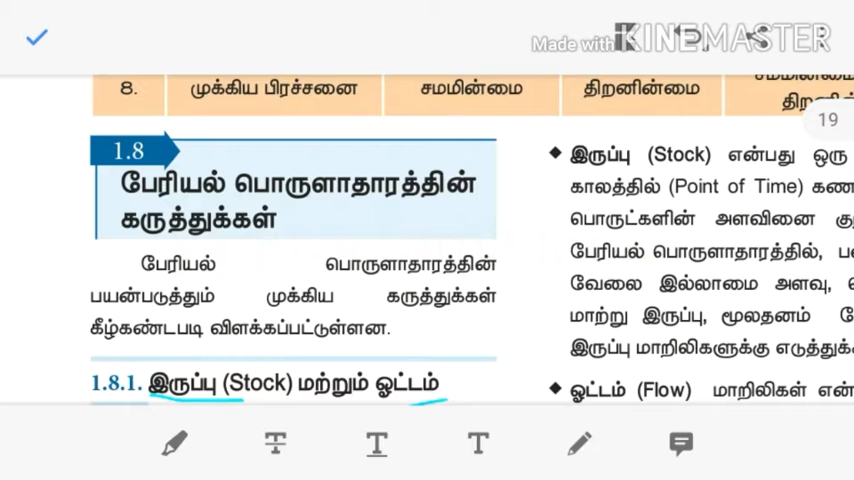 Made with KINEMASTER
8. முக்கிய பிரச்சனை சமமின்மை திறனின்மை
19
1.8
பேரியல் பொருளாதாரத்தின்
கருத்துக்கள்
பேரியல் பொருளாதாரத்தின்
பயன்படுத்தும் முக்கிய கருத்துக்கள்
கீழ்கண்டபடி விளக்கப்பட்டுள்ளன.
1.8.1. இருப்பு (Stock) மற்றும் ஓட்டம்
◆ இருப்பு (Stock) என்பது ஒரு
காலத்தில் (Point of Time)
பொருட்களின் அளவினை
பேரியல் பொருளாதாரத்தில்,
வேலை இல்லாமை அளவு,
மாற்று இருப்பு, மூலதனம்
இருப்பு மாறிலிகளுக்கு
◆ ஓட்டம் (Flow) மாறிலிகள்
T T T